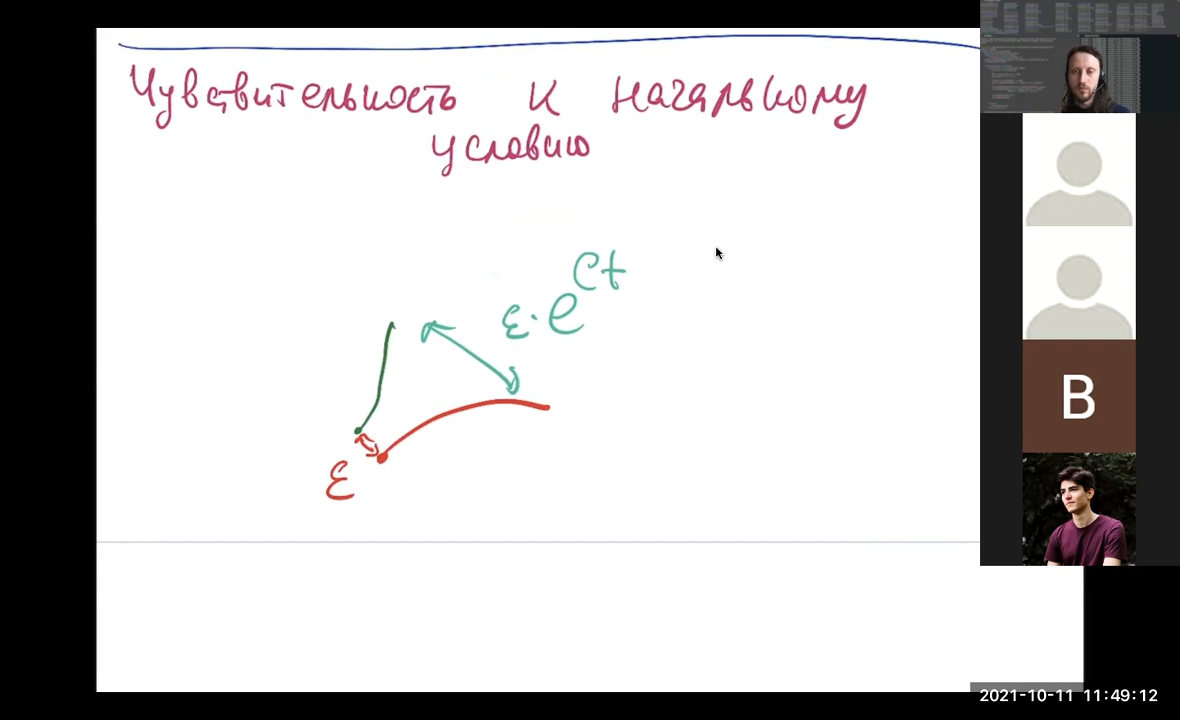 Чувствительность к начальному
условию
ε · e^{Ct}
ε
B
2021-10-11 11:49:12